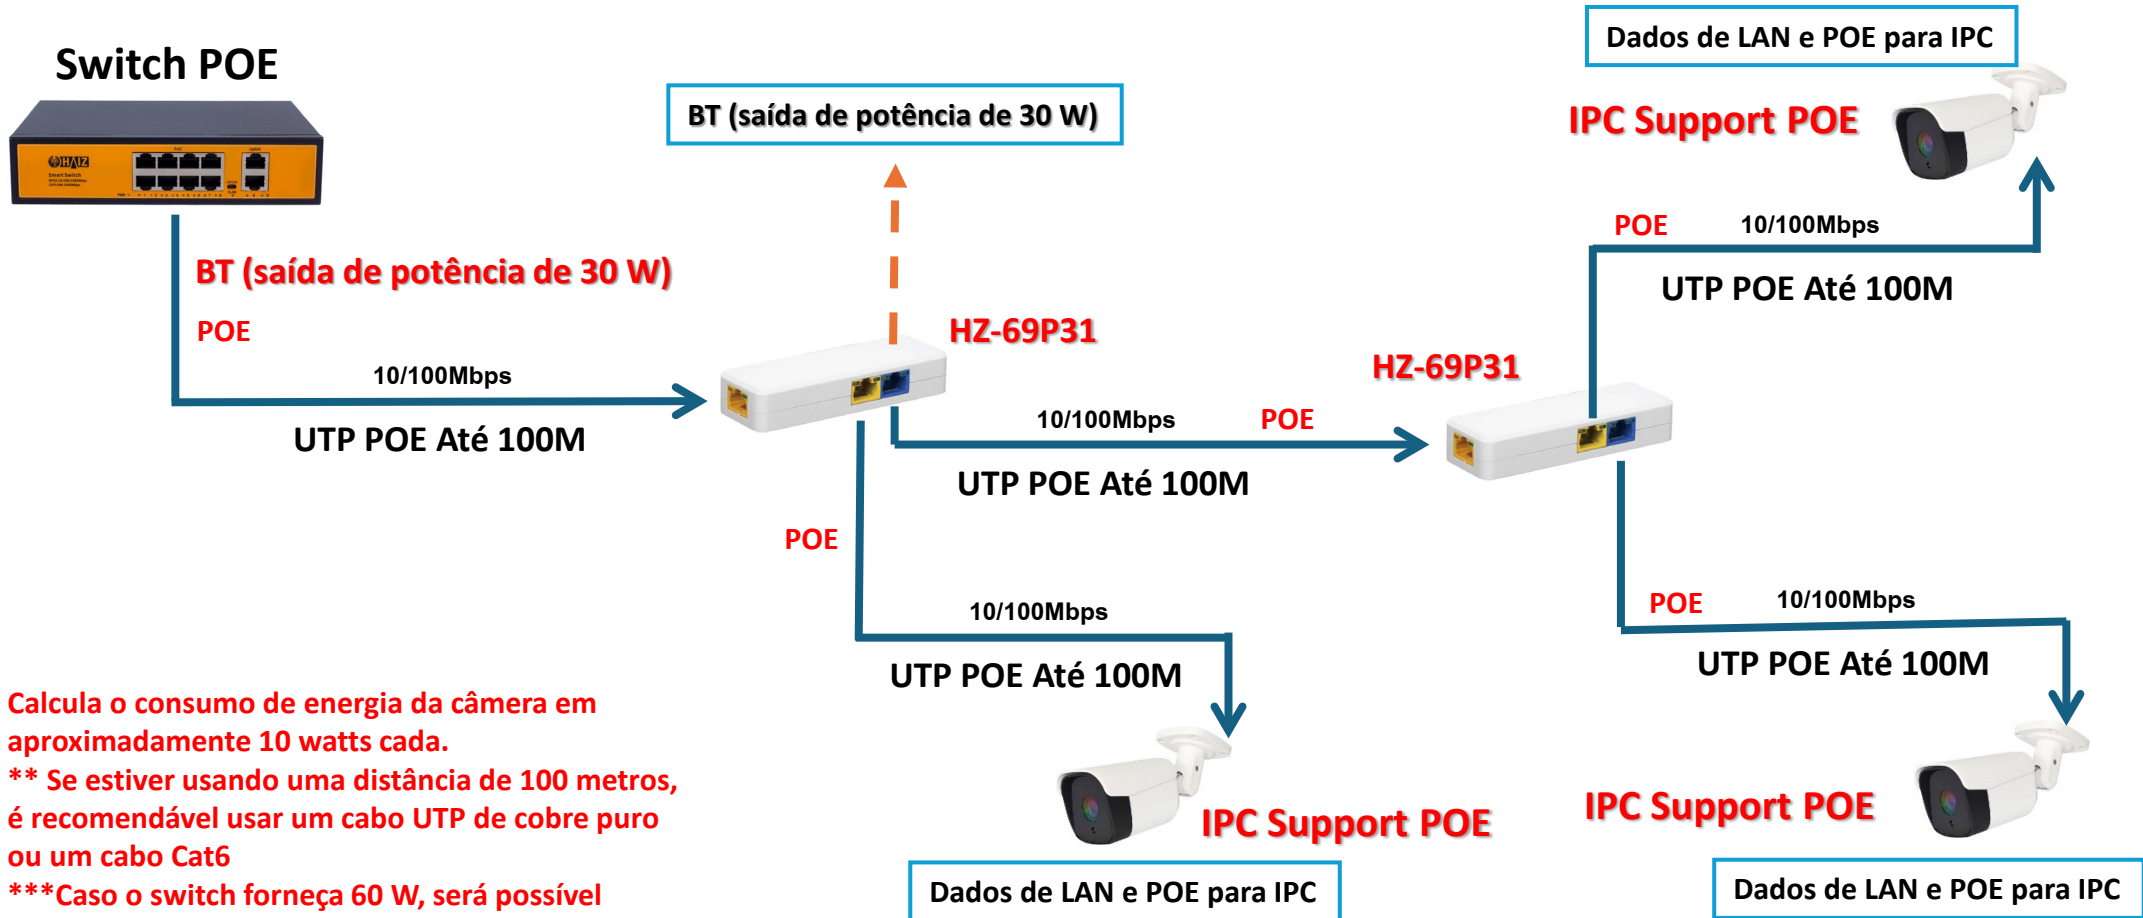 Switch POE
HAIZ
Smart Switch
BT (saída de potência de 30 W)
POE
10/100Mbps
UTP POE Até 100M
BT (saída de potência de 30 W)
HZ-69P31
10/100Mbps
POE
UTP POE Até 100M
HZ-69P31
Dados de LAN e POE para IPC
IPC Support POE
POE
10/100Mbps
UTP POE Até 100M
POE
10/100Mbps
UTP POE Até 100M
IPC Support POE
Dados de LAN e POE para IPC
POE
10/100Mbps
UTP POE Até 100M
IPC Support POE
Dados de LAN e POE para IPC
Calcula o consumo de energia da câmera em
aproximadamente 10 watts cada.
** Se estiver usando uma distância de 100 metros,
é recomendável usar um cabo UTP de cobre puro
ou um cabo Cat6
***Caso o switch forneça 60 W, será possível